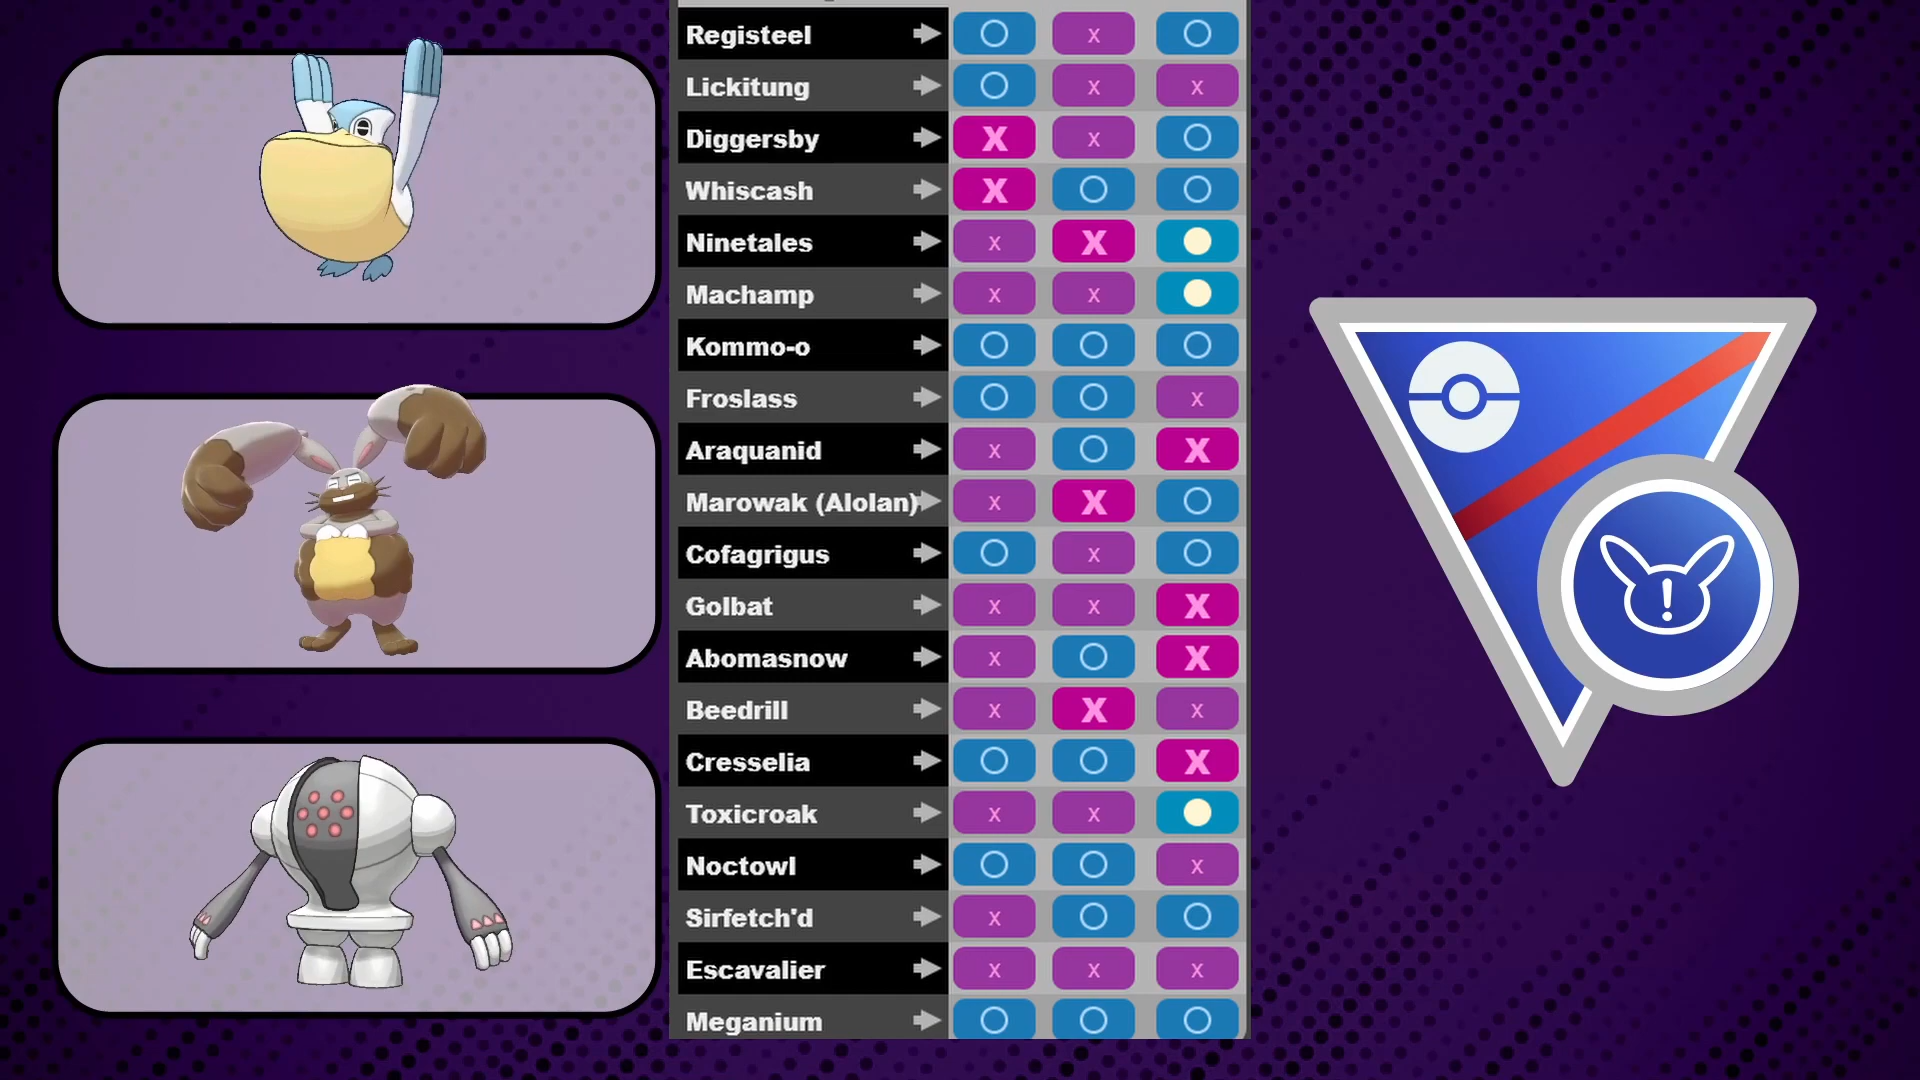 Registeel O x O
Lickitung O x x
Diggersby X x O
Whiscash X O O
Ninetales x X
Machamp x x
Kommo-o O O O
Froslass O O x
Araquanid x O X
Marowak (Alolan) x X O
Cofagrigus O x O
Golbat x x X
Abomasnow x O X
Beedrill x X x
Cresselia O O X
Toxicroak x x
Noctowl O O x
Sirfetch'd x O O
Escavalier x x x
Meganium O O O
!